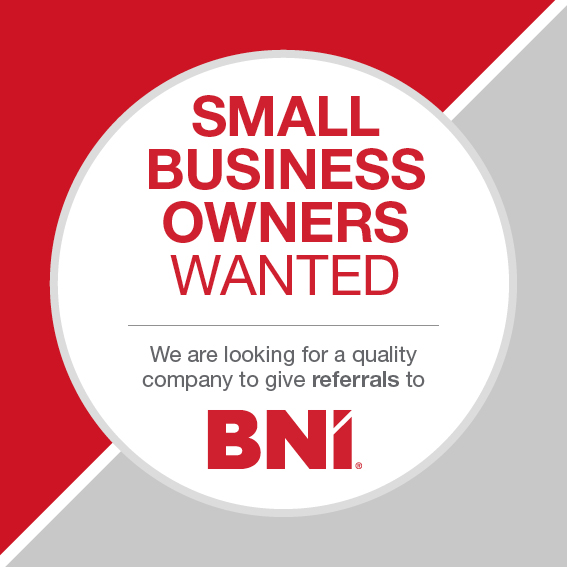 SMALL
BUSINESS
OWNERS
WANTED
We are looking for a quality
company to give referrals to
BNI®